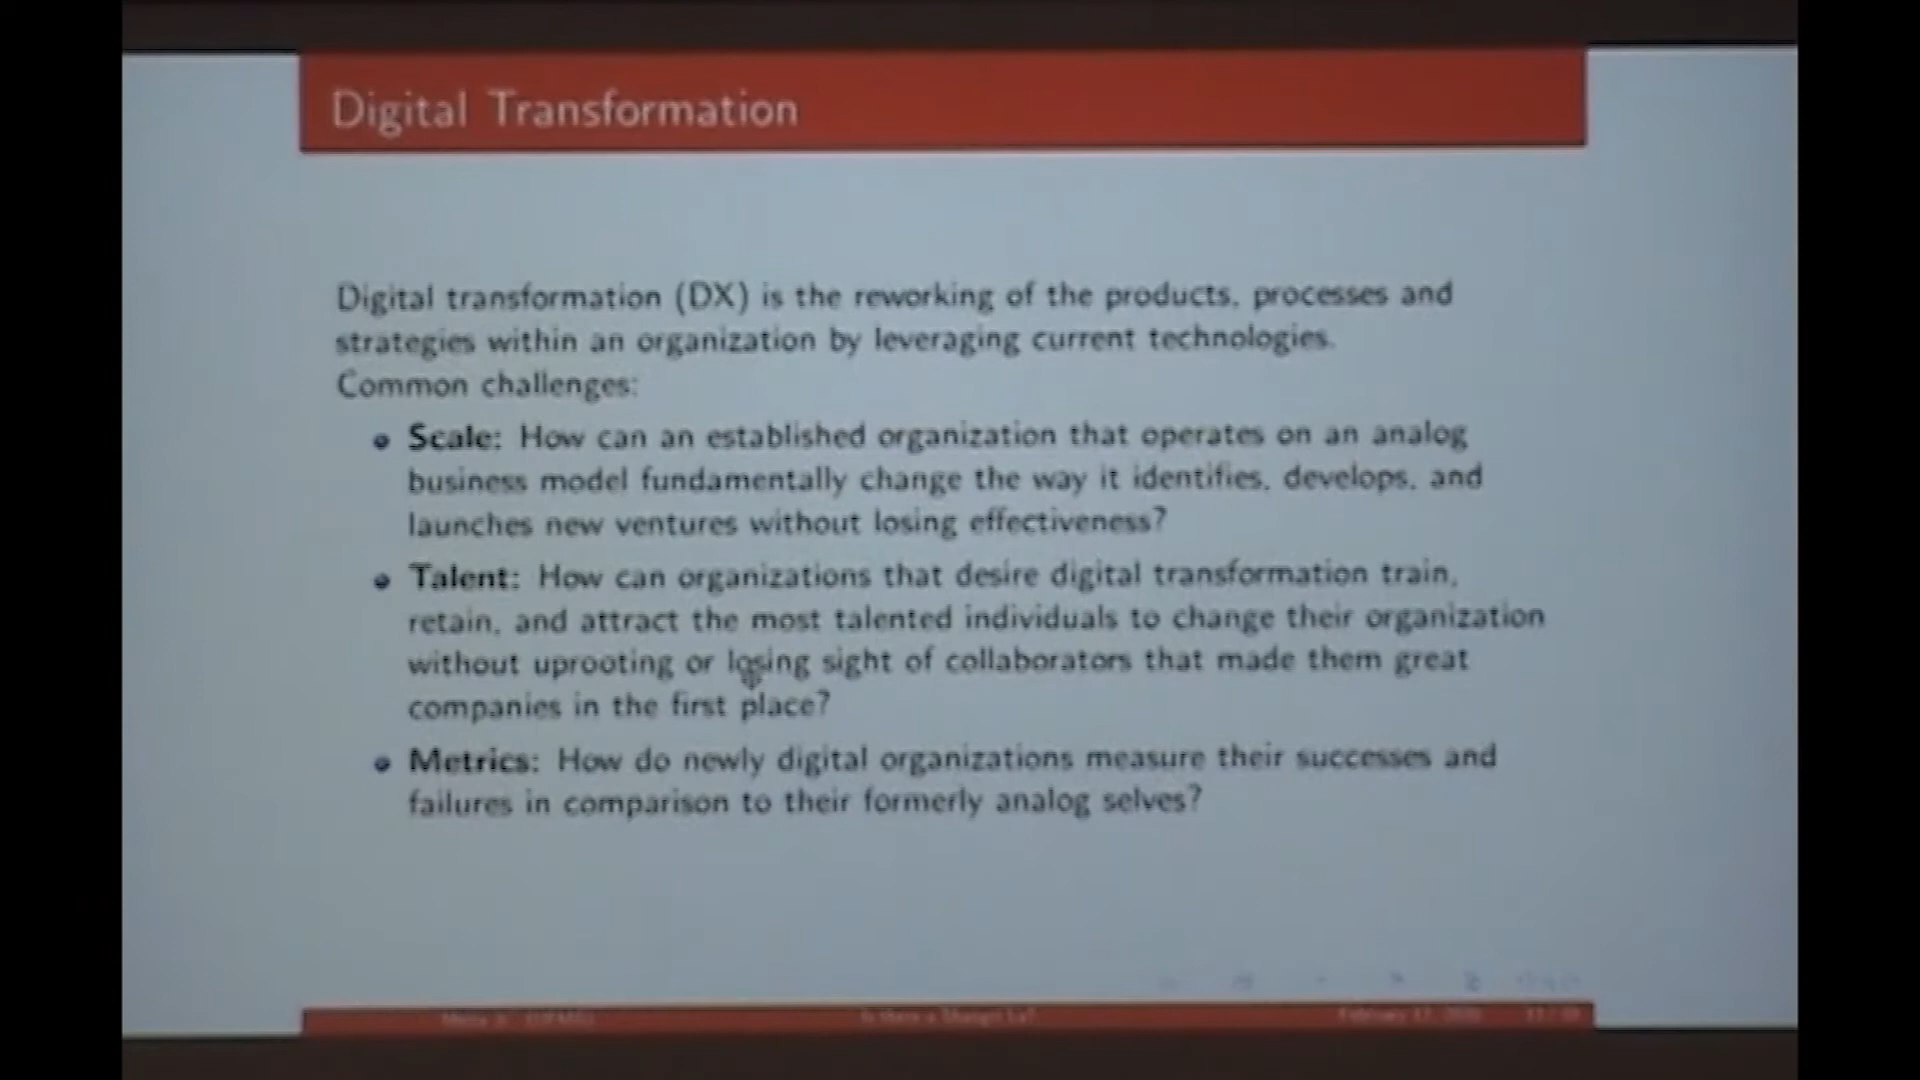 Digital Transformation
Digital transformation (DX) is the reworking of the products, processes and
strategies within an organization by leveraging current technologies.
Common challenges:
Scale: How can an established organization that operates on an analog
business model fundamentally change the way it identifies, develops, and
launches new ventures without losing effectiveness?
Talent: How can organizations that desire digital transformation train,
retain, and attract the most talented individuals to change their organization
without uprooting or losing sight of collaborators that made them great
companies in the first place?
Metrics: How do newly digital organizations measure their successes and
failures in comparison to their formerly analog selves?